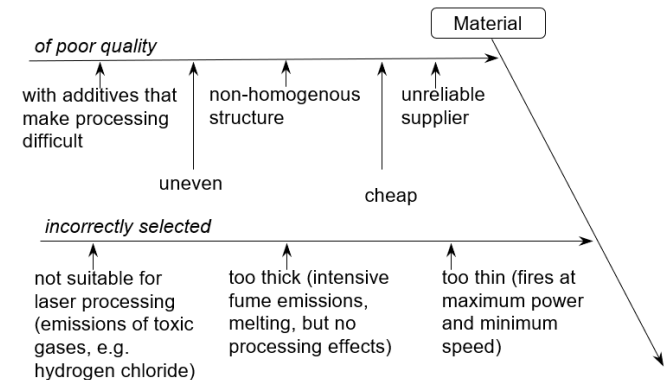 Material
of poor quality
with additives that
make processing
difficult
uneven
non-homogenous
structure
cheap
unreliable
supplier
incorrectly selected
not suitable for
laser processing
(emissions of toxic
gases, e.g.
hydrogen chloride)
too thick (intensive
fume emissions,
melting, but no
processing effects)
too thin (fires at
maximum power
and minimum
speed)